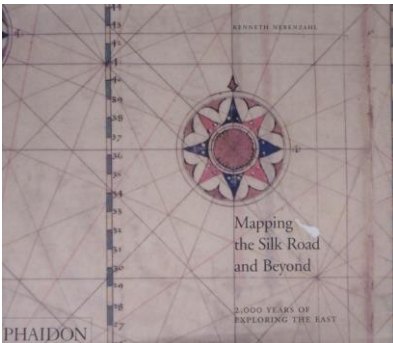 KENNETH NEBENZAHL
Mapping
the Silk Road
and Beyond
2,000 YEARS OF
EXPLORING THE EAST
PHAIDON